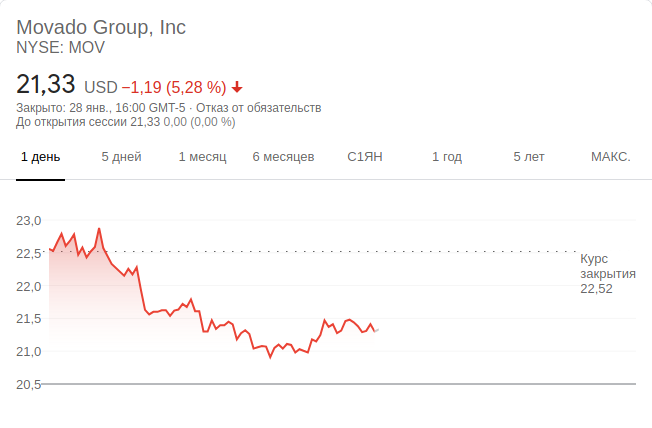 Movado Group, Inc
NYSE: MOV
21,33 USD −1,19 (5,28 %)
Закрыто: 28 янв., 16:00 GMT-5 · Отказ от обязательств
До открытия сессии 21,33 0,00 (0,00 %)
1 день 5 дней 1 месяц 6 месяцев С1ЯН 1 год 5 лет МАКС.
23,0
22,5
Курс
закрытия
22,52
22,0
21,5
21,0
20,5